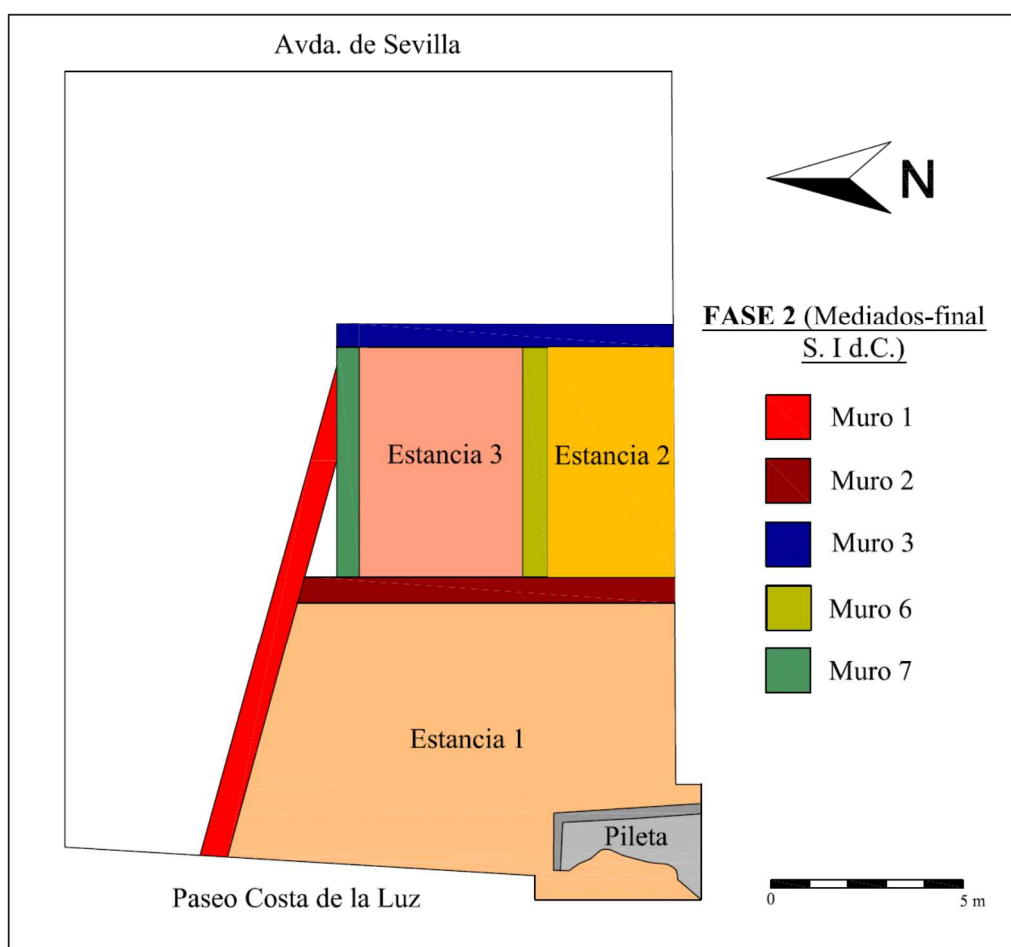 Avda. de Sevilla
N
FASE 2 (Mediados-final
S. I d.C.)
Muro 1
Muro 2
Muro 3
Muro 6
Muro 7
Estancia 3
Estancia 2
Estancia 1
Pileta
Paseo Costa de la Luz
0
5 m